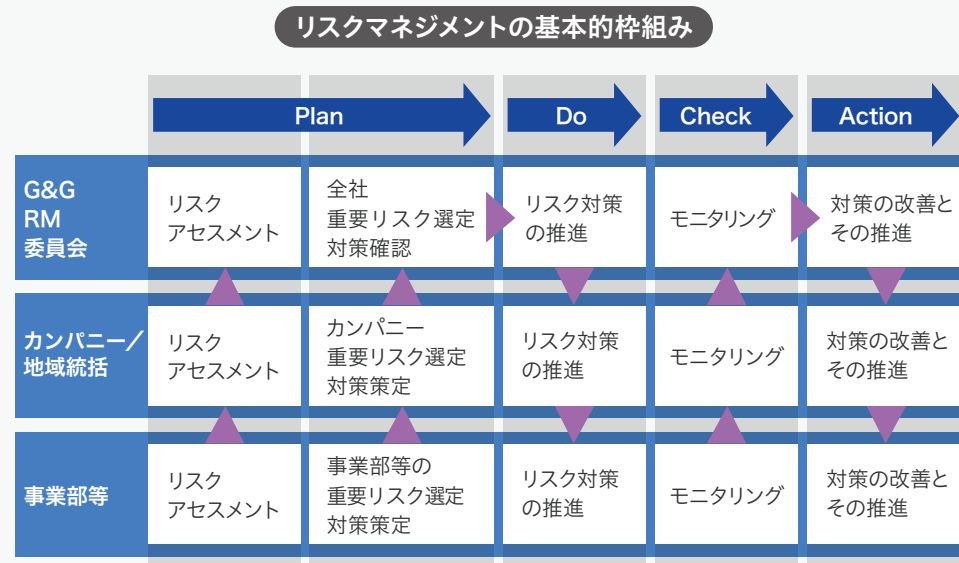 リスクマネジメントの基本的枠組み
Plan
Do
Check
Action
G&G
RM
委員会
リスク
アセスメント
全社
重要リスク選定
対策確認
リスク対策
の推進
モニタリング
対策の改善と
その推進
カンパニー／
地域統括
リスク
アセスメント
カンパニー
重要リスク選定
対策策定
リスク対策
の推進
モニタリング
対策の改善と
その推進
事業部等
リスク
アセスメント
事業部等の
重要リスク選定
対策策定
リスク対策
の推進
モニタリング
対策の改善と
その推進